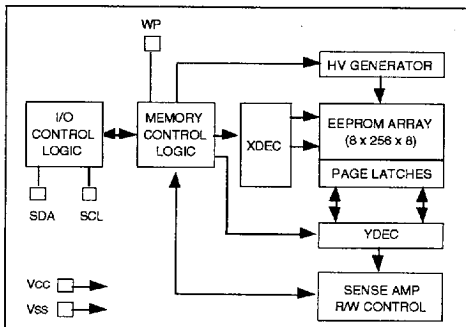 WP
HV GENERATOR
I/O
CONTROL
LOGIC
MEMORY
CONTROL
LOGIC
XDEC
EEPROM ARRAY
(8 x 256 x 8)
PAGE LATCHES
SDA
SCL
YDEC
VCC
VSS
SENSE AMP
R/W CONTROL